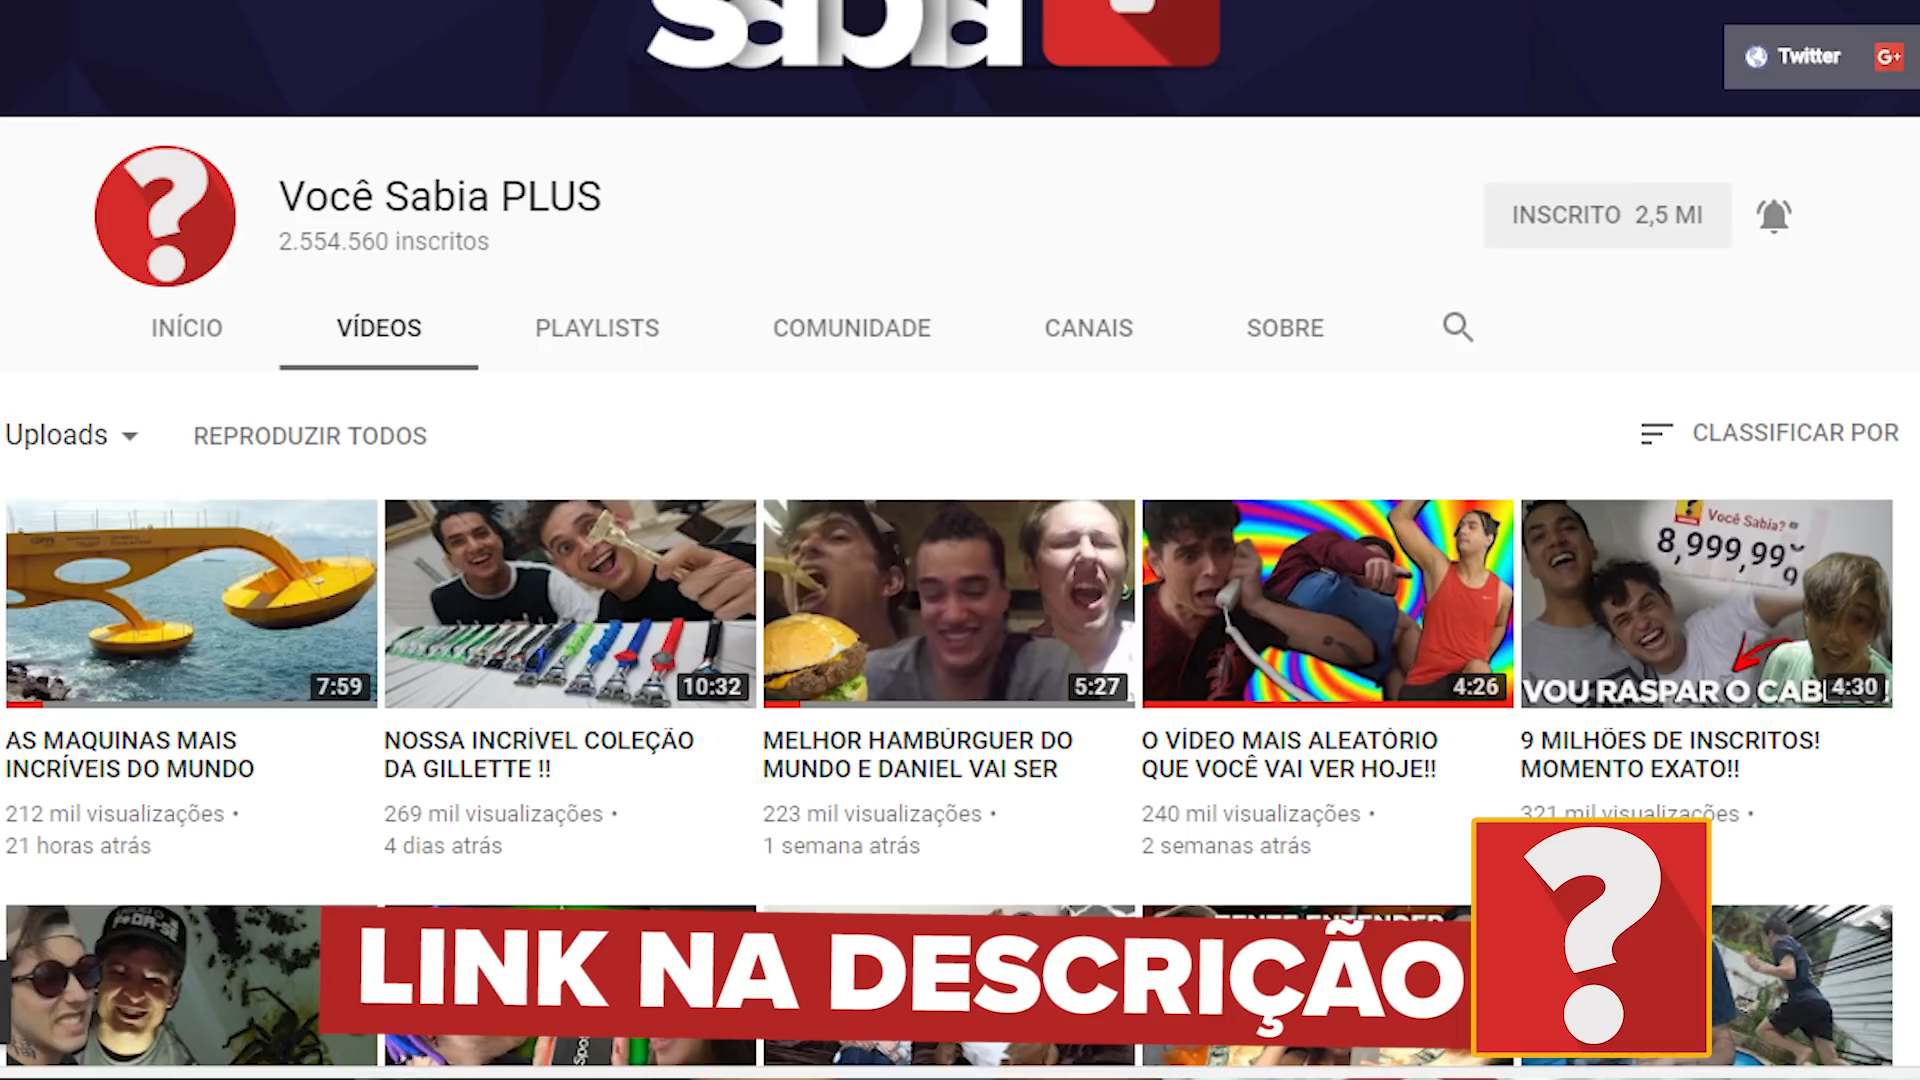 Sabia
Twitter
G+
Você Sabia PLUS
2.554.560 inscritos
INSCRITO 2,5 MI
INÍCIO VÍDEOS PLAYLISTS COMUNIDADE CANAIS SOBRE
Uploads REPRODUZIR TODOS CLASSIFICAR POR
7:59
10:32
5:27
4:26
Você Sabia?
8,999,99
VOU RASPAR O CAB
4:30
AS MAQUINAS MAIS
INCRÍVEIS DO MUNDO
212 mil visualizações •
21 horas atrás
NOSSA INCRÍVEL COLEÇÃO
DA GILLETTE !!
269 mil visualizações •
4 dias atrás
MELHOR HAMBÚRGUER DO
MUNDO E DANIEL VAI SER
223 mil visualizações •
1 semana atrás
O VÍDEO MAIS ALEATÓRIO
QUE VOCÊ VAI VER HOJE!!
240 mil visualizações •
2 semanas atrás
9 MILHÕES DE INSCRITOS!
MOMENTO EXATO!!
321 mil visualizações •
LINK NA DESCRIÇÃO
?